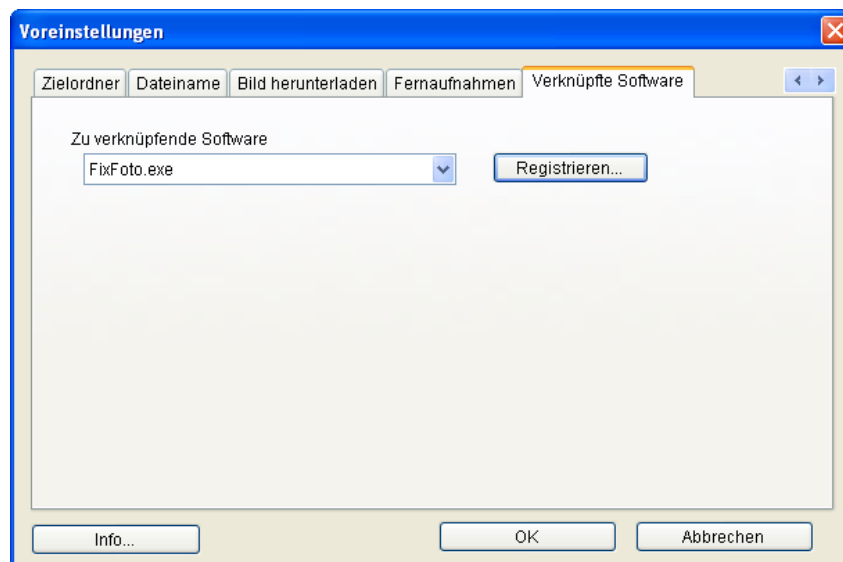 Voreinstellungen
Zielordner Dateiname Bild herunterladen Fernaufnahmen Verknüpfte Software
Zu verknüpfende Software
FixFoto.exe Registrieren...
Info... OK Abbrechen